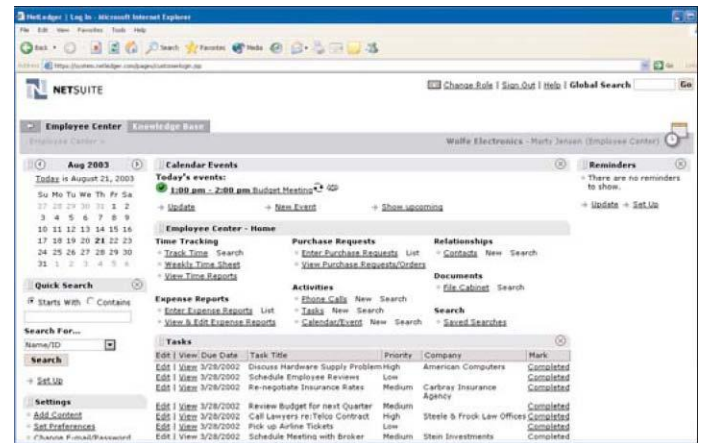 NetLedger | Log In - Microsoft Internet Explorer
File Edit View Favorites Tools Help
Back Search Favorites Media
Address https://system.netledger.com/pages/customerlogin.jsp Go
NETSUITE
Change Role | Sign Out | Help | Global Search Go
Employee Center Knowledge Base
Employee Center »
Wolfe Electronics - Marty Jensen (Employee Center)
Aug 2003
Today is August 21, 2003
Su Mo Tu We Th Fr Sa
27 28 29 30 31 1 2
3 4 5 6 7 8 9
10 11 12 13 14 15 16
17 18 19 20 21 22 23
24 25 26 27 28 29 30
31 1 2 3 4 5 6
Quick Search
Starts With Contains
Search For...
Name/ID
Search
Set Up
Settings
Add Content
Set Preferences
Change E-mail/Password
Calendar Events
Today's events:
1:00 pm - 2:00 pm Budget Meeting
Update New Event Show upcoming
Employee Center - Home
Time Tracking
Track Time Search
Weekly Time Sheet
View Time Reports
Expense Reports
Enter Expense Reports List
View & Edit Expense Reports
Purchase Requests
Enter Purchase Requests List
View Purchase Requests/Orders
Activities
Phone Calls New Search
Tasks New Search
Calendar/Event New Search
Relationships
Contacts New Search
Documents
File Cabinet Search
Search
Saved Searches
Tasks
Edit | View Due Date Task Title Priority Company Mark
Edit | View 3/28/2002 Discuss Hardware Supply Problem High American Computers Completed
Edit | View 3/28/2002 Schedule Employee Reviews Low Completed
Edit | View 3/28/2002 Re-negotiate Insurance Rates Medium Carbray Insurance Completed
Agency
Edit | View 3/28/2002 Review Budget for next Quarter Medium Completed
Edit | View 3/28/2002 Call Lawyers re:Telco Contract High Steele & Frock Law Offices Completed
Edit | View 3/28/2002 Pick up Airline Tickets Low Completed
Edit | View 3/28/2002 Schedule Meeting with Broker Medium Stein Investments Completed
Reminders
There are no reminders
to show.
Update Set Up